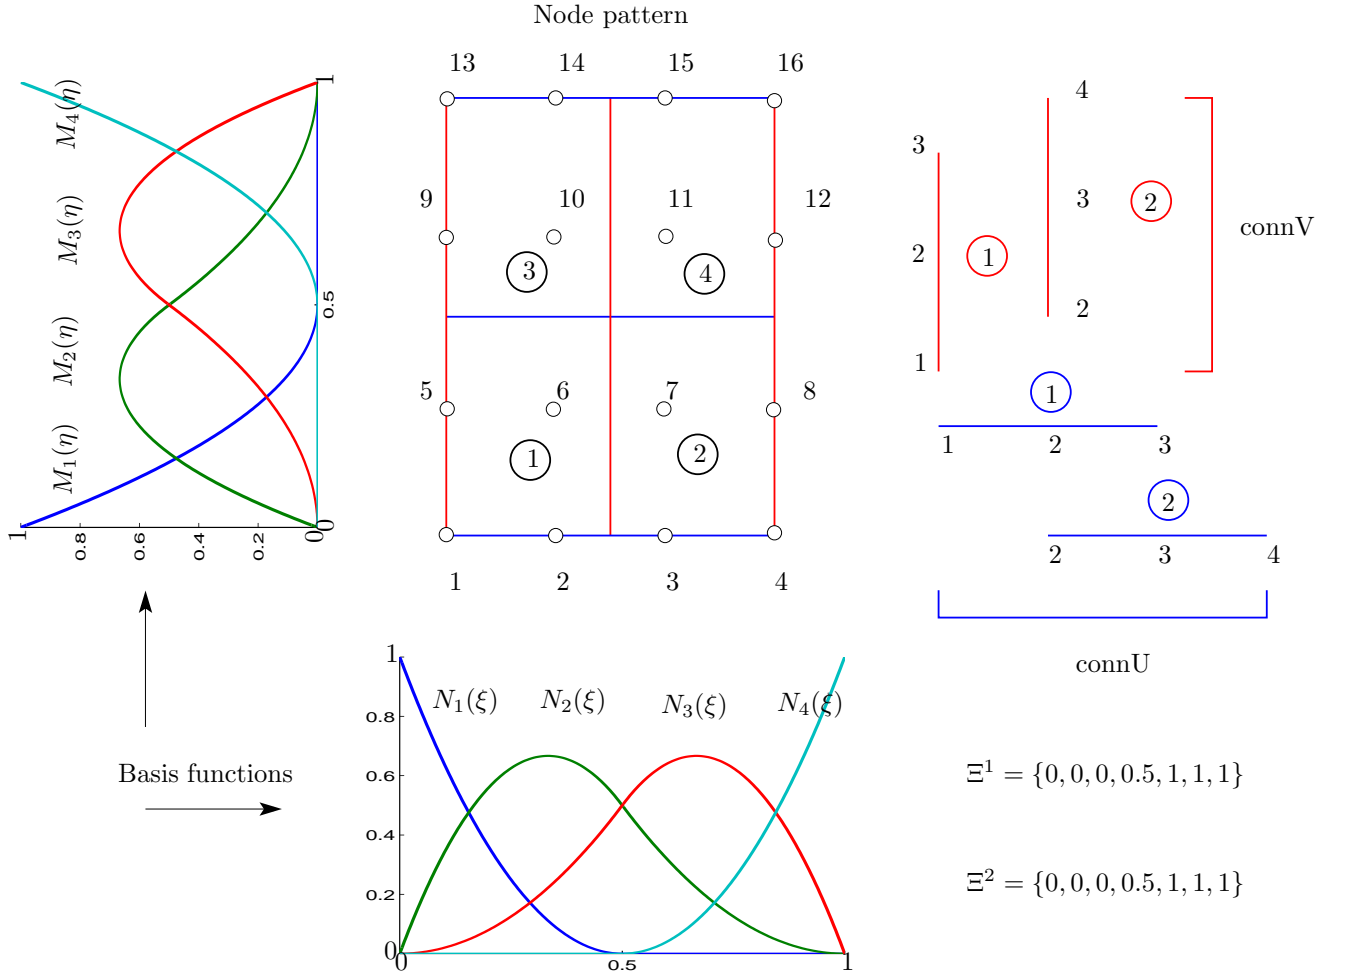 Node pattern
13 14 15 16
9 10 11 12
3 4
5 6 7 8
1 2
1 2 3 4
M₄(η)
M₃(η)
M₂(η)
M₁(η)
1
0.5
0
1 0.8 0.6 0.4 0.2 0
4
3
3
2
2
1
2
2
1
connV
1
1 2 3
2
2 3 4
connU
Basis functions
N₁(ξ) N₂(ξ) N₃(ξ) N₄(ξ)
1
0.8
0.6
0.4
0.2
0
0 0.5 1
Ξ¹ = {0, 0, 0, 0.5, 1, 1, 1}
Ξ² = {0, 0, 0, 0.5, 1, 1, 1}